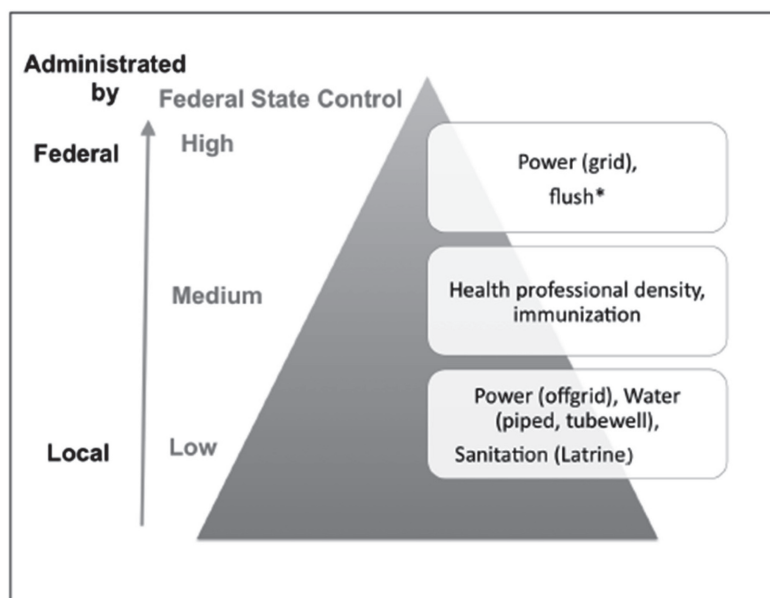 Administrated
by
Federal State Control
Federal
High
Power (grid),
flush*
Medium
Health professional density,
immunization
Local
Low
Power (offgrid), Water
(piped, tubewell),
Sanitation (Latrine)